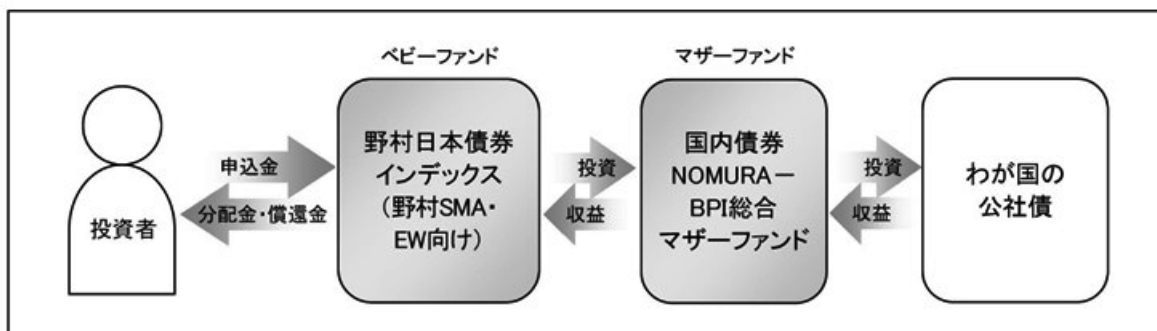 ベビーファンド
マザーファンド
投資者
申込金
分配金・償還金
野村日本債券
インデックス
(野村SMA・
EW向け)
投資
収益
国内債券
NOMURA－
BPI総合
マザーファンド
投資
収益
わが国の
公社債